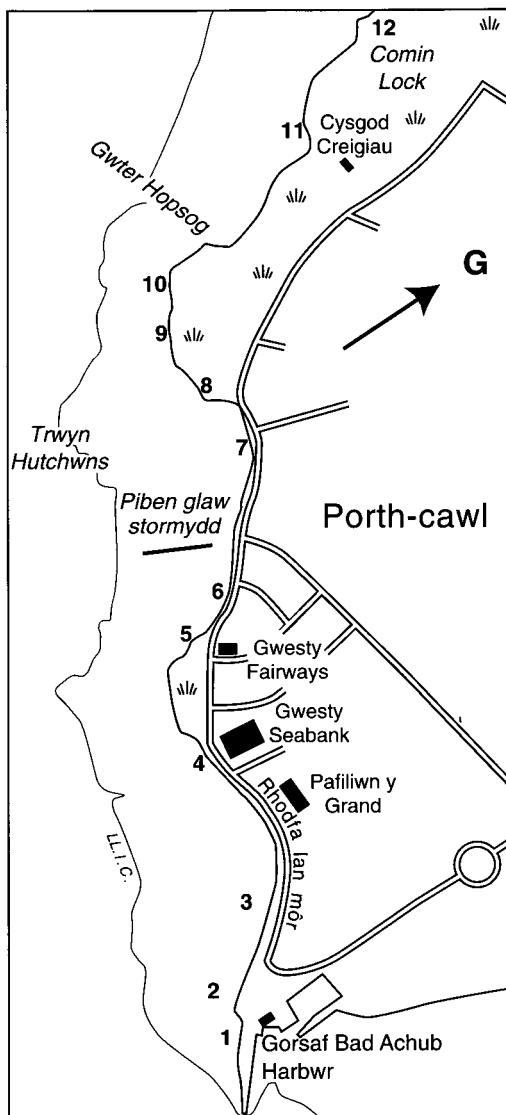 12
Comin
Lock
11
Cysgod
Creigiau
Gwter Hopsog
G
10
9
8
Trwyn
Hutchwns
7
Piben glaw
stormydd
Porth-cawl
6
5
Gwesty
Fairways
Gwesty
Seabank
4
Pafiliwn y
Grand
Rhodfa lan môr
LL.I.C.
3
2
1
Gorsaf Bad Achub
Harbwr